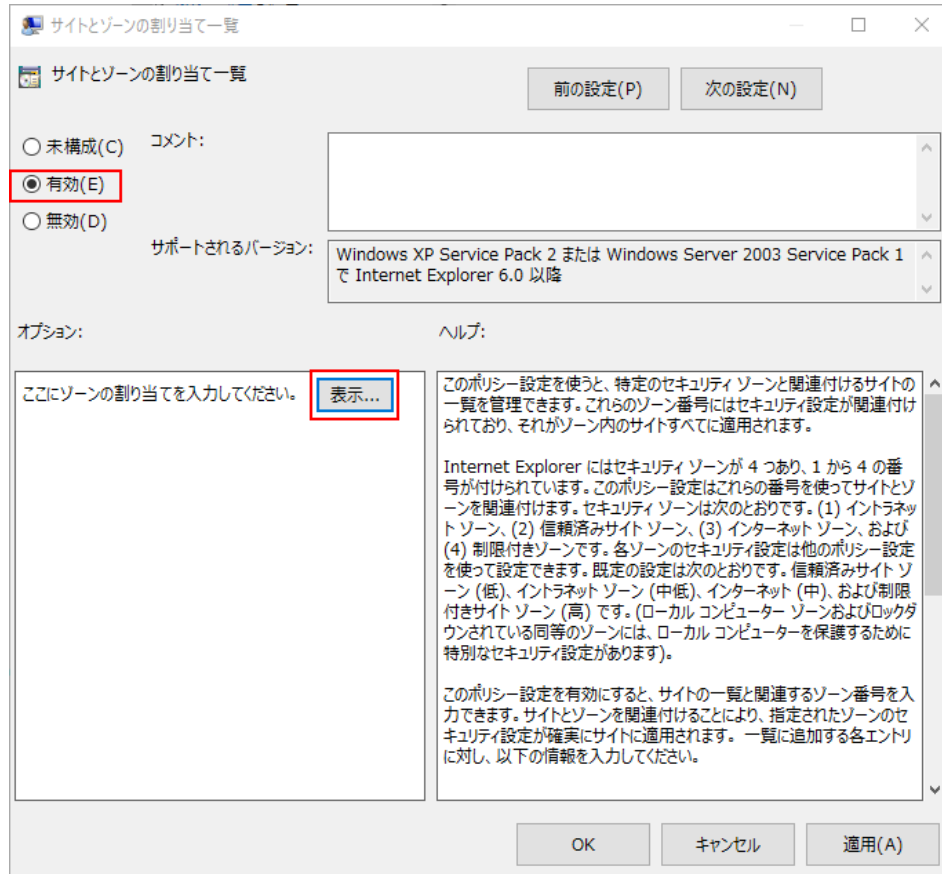 サイトとゾーンの割り当て一覧
サイトとゾーンの割り当て一覧
前の設定(P)
次の設定(N)
未構成(C)
コメント:
有効(E)
無効(D)
サポートされるバージョン:
Windows XP Service Pack 2 または Windows Server 2003 Service Pack 1
で Internet Explorer 6.0 以降
オプション:
ヘルプ:
ここにゾーンの割り当てを入力してください。
表示...
このポリシー設定を使うと、特定のセキュリティ ゾーンと関連付けるサイトの
一覧を管理できます。これらのゾーン番号にはセキュリティ設定が関連付け
られており、それがゾーン内のサイトすべてに適用されます。
Internet Explorer にはセキュリティ ゾーンが 4 つあり、1 から 4 の番
号が付けられています。このポリシー設定はこれらの番号を使ってサイトとゾ
ーンを関連付けます。セキュリティ ゾーンは次のとおりです。(1) イントラネッ
ト ゾーン、(2) 信頼済みサイト ゾーン、(3) インターネット ゾーン、および
(4) 制限付きゾーンです。各ゾーンのセキュリティ設定は他のポリシー設定
を使って設定できます。既定の設定は次のとおりです。信頼済みサイト ゾ
ーン (低)、イントラネット ゾーン (中低)、インターネット (中)、および制限
付きサイト ゾーン (高) です。(ローカル コンピューター ゾーンおよびロックダ
ウンされている同等のゾーンには、ローカル コンピューターを保護するために
特別なセキュリティ設定があります)。
このポリシー設定を有効にすると、サイトの一覧と関連するゾーン番号を入
力できます。サイトとゾーンを関連付けることにより、指定されたゾーンのセ
キュリティ設定が確実にサイトに適用されます。 一覧に追加する各エントリ
に対し、以下の情報を入力してください。
OK
キャンセル
適用(A)